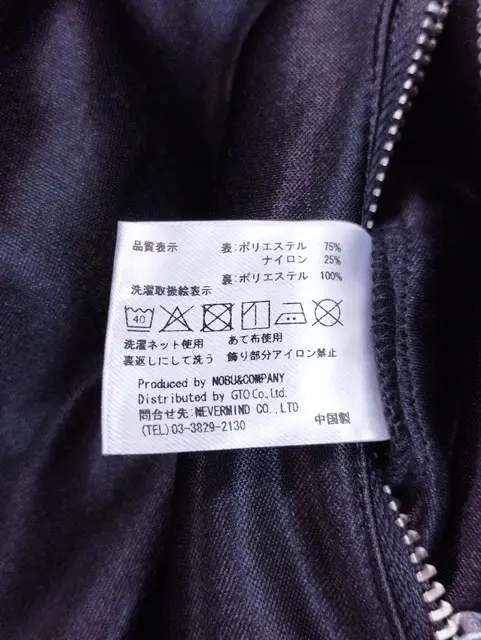 品質表示 表:ポリエステル 75%
ナイロン 25%
裏:ポリエステル 100%
洗濯取扱絵表示
40
洗濯ネット使用 あて布使用
裏返しにして洗う 飾り部分アイロン禁止
Produced by NOBU&COMPANY
Distributed by GTO Co., Ltd.
問合せ先:NEVERMIND CO., LTD
(TEL) 03-3829-2130 中国製